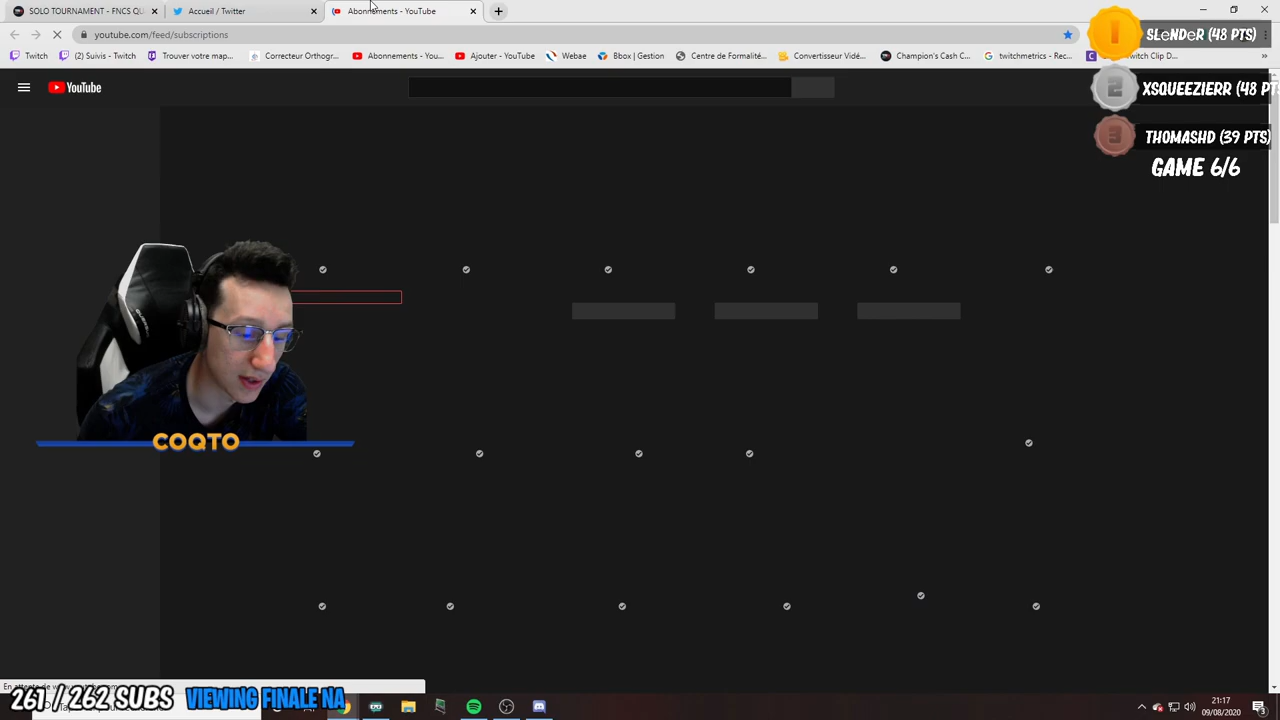 SOLO TOURNAMENT - FNCS QU
Accueil / Twitter
Abonnements - YouTube
youtube.com/feed/subscriptions
Twitch
(2) Suivis - Twitch
Trouver votre map...
Correcteur Orthogr...
Abonnements - You...
Ajouter - YouTube
Webae
Bbox | Gestion
Centre de Formalité...
Convertisseur Vidé...
Champion's Cash C...
twitchmetrics - Rec...
YouTube
1 SLENDER (48 PTS)
2 XSQUEEZIERR (48 PT
3 THOMASHD (39 PTS)
GAME 6/6
COQTO
261 / 262 SUBS
VIEWING FINALE NA
21:17
09/08/2020